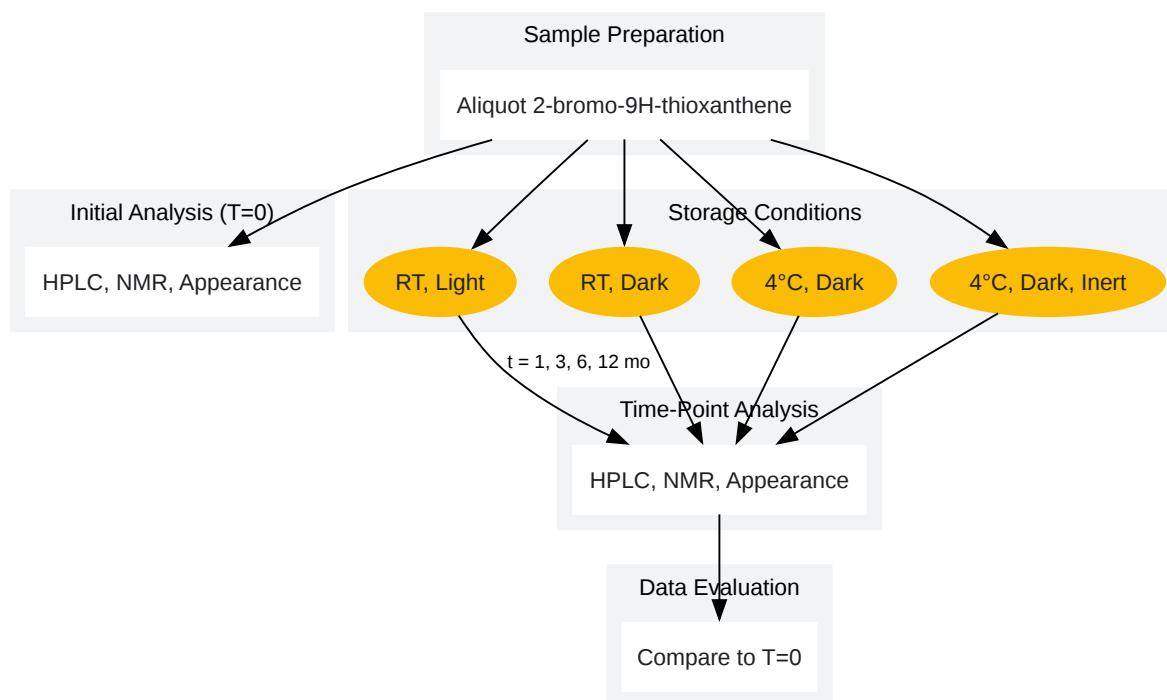 Sample Preparation
Aliquot 2-bromo-9H-thioxanthene
Initial Analysis (T=0)
HPLC, NMR, Appearance
Storage Conditions
RT, Light
RT, Dark
4°C, Dark
4°C, Dark, Inert
t = 1, 3, 6, 12 mo
Time-Point Analysis
HPLC, NMR, Appearance
Data Evaluation
Compare to T=0